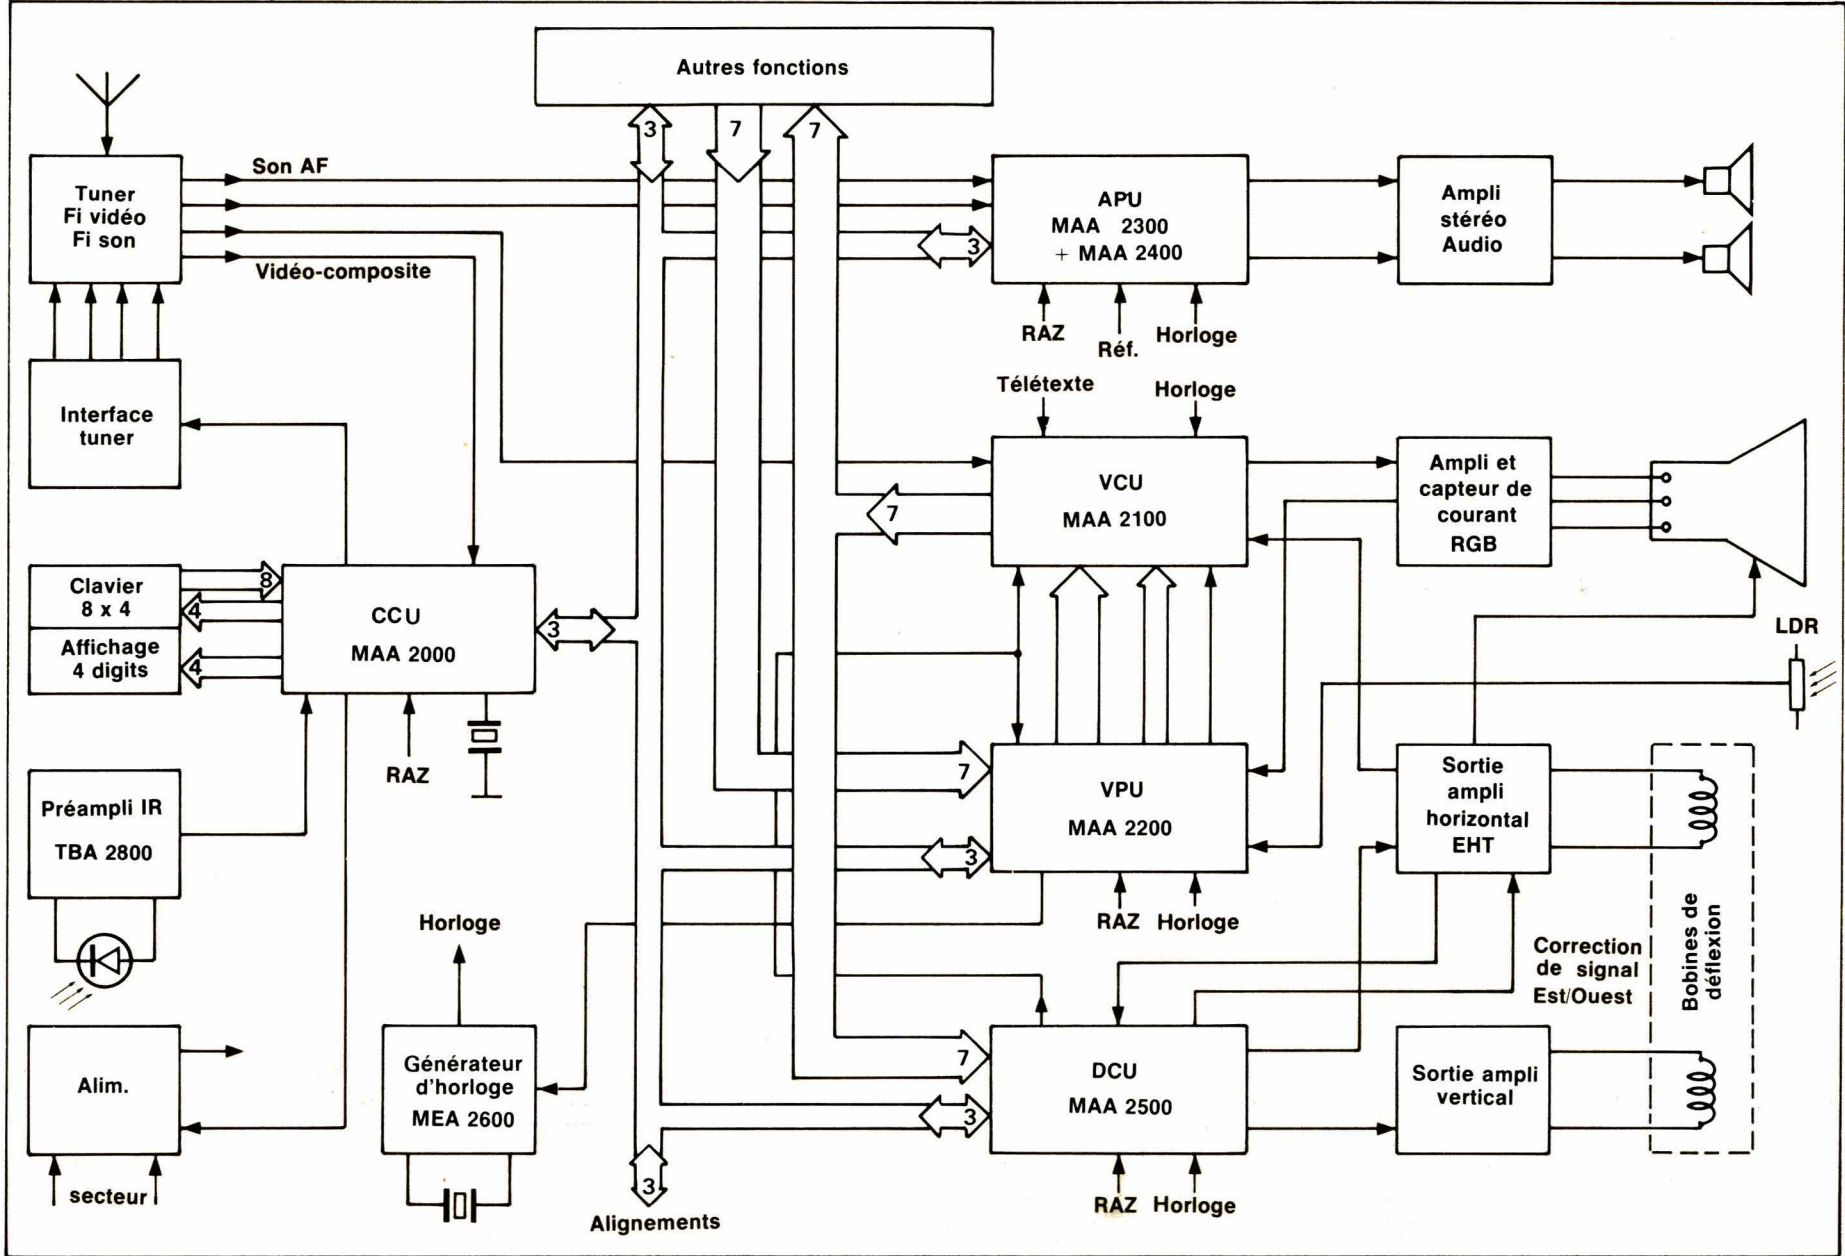 Autres fonctions
3
7
7
Son AF
Tuner
Fi vidéo
Fi son
Vidéo-composite
APU
MAA 2300
+ MAA 2400
3
Ampli
stéréo
Audio
RAZ
Réf.
Horloge
Télétexte
Horloge
Interface
tuner
VCU
MAA 2100
7
Ampli et
capteur de
courant
RGB
Clavier
8 x 4
8
4
Affichage
4 digits
4
CCU
MAA 2000
3
LDR
RAZ
Préampli IR
TBA 2800
VPU
MAA 2200
7
3
Sortie
ampli
horizontal
EHT
RAZ
Horloge
Horloge
Correction
de signal
Est/Ouest
Bobines de
déflexion
Alim.
secteur
Générateur
d'horloge
MEA 2600
DCU
MAA 2500
7
3
Sortie ampli
vertical
RAZ
Horloge
3
Alignements